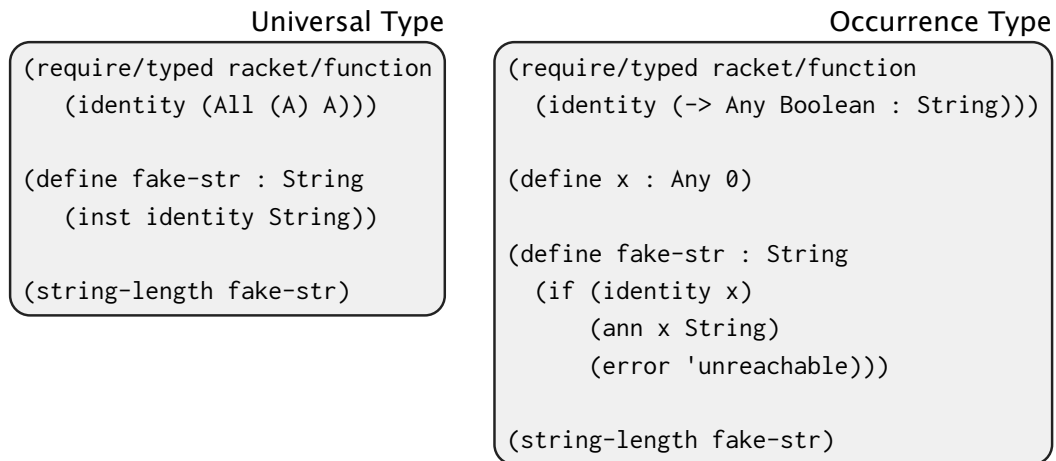 Universal Type
(require/typed racket/function
(identity (All (A) A)))
(define fake-str : String
(inst identity String))
(string-length fake-str)
Occurrence Type
(require/typed racket/function
(identity (-> Any Boolean : String)))
(define x : Any 0)
(define fake-str : String
(if (identity x)
(ann x String)
(error 'unreachable)))
(string-length fake-str)